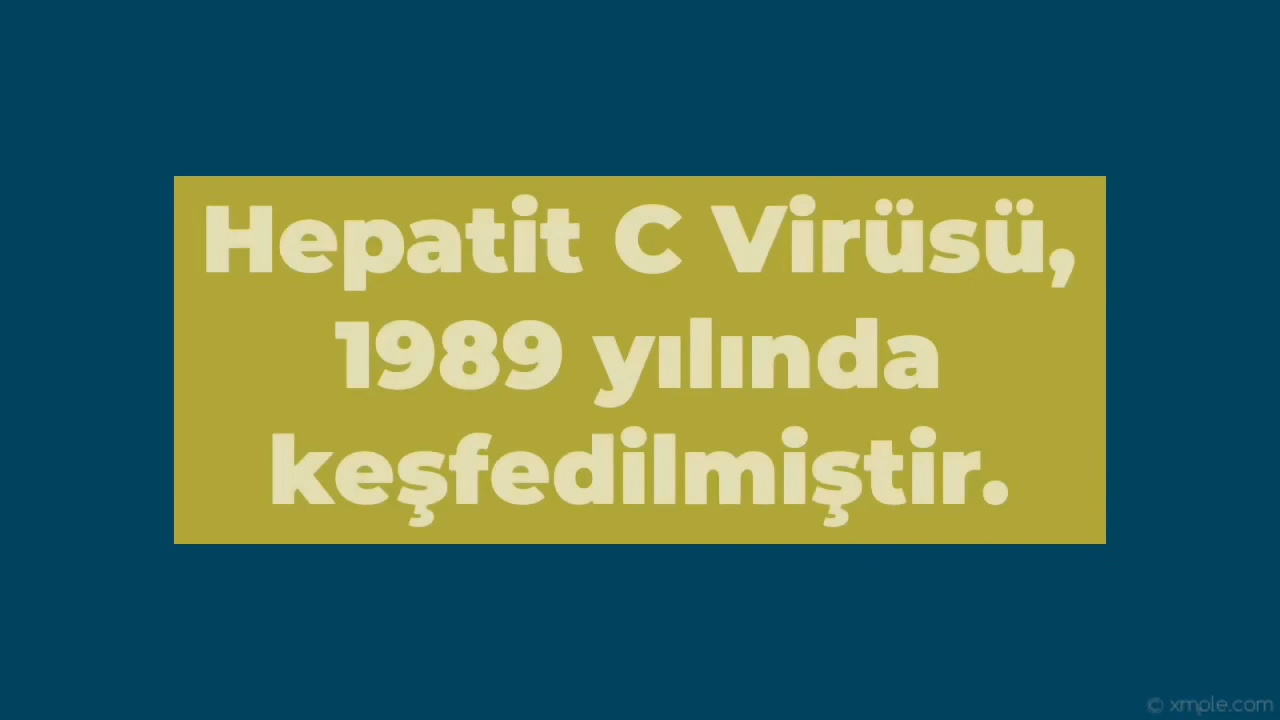 Hepatit C Virüsü,
1989 yılında
keşfedilmiştir.
© xmple.com